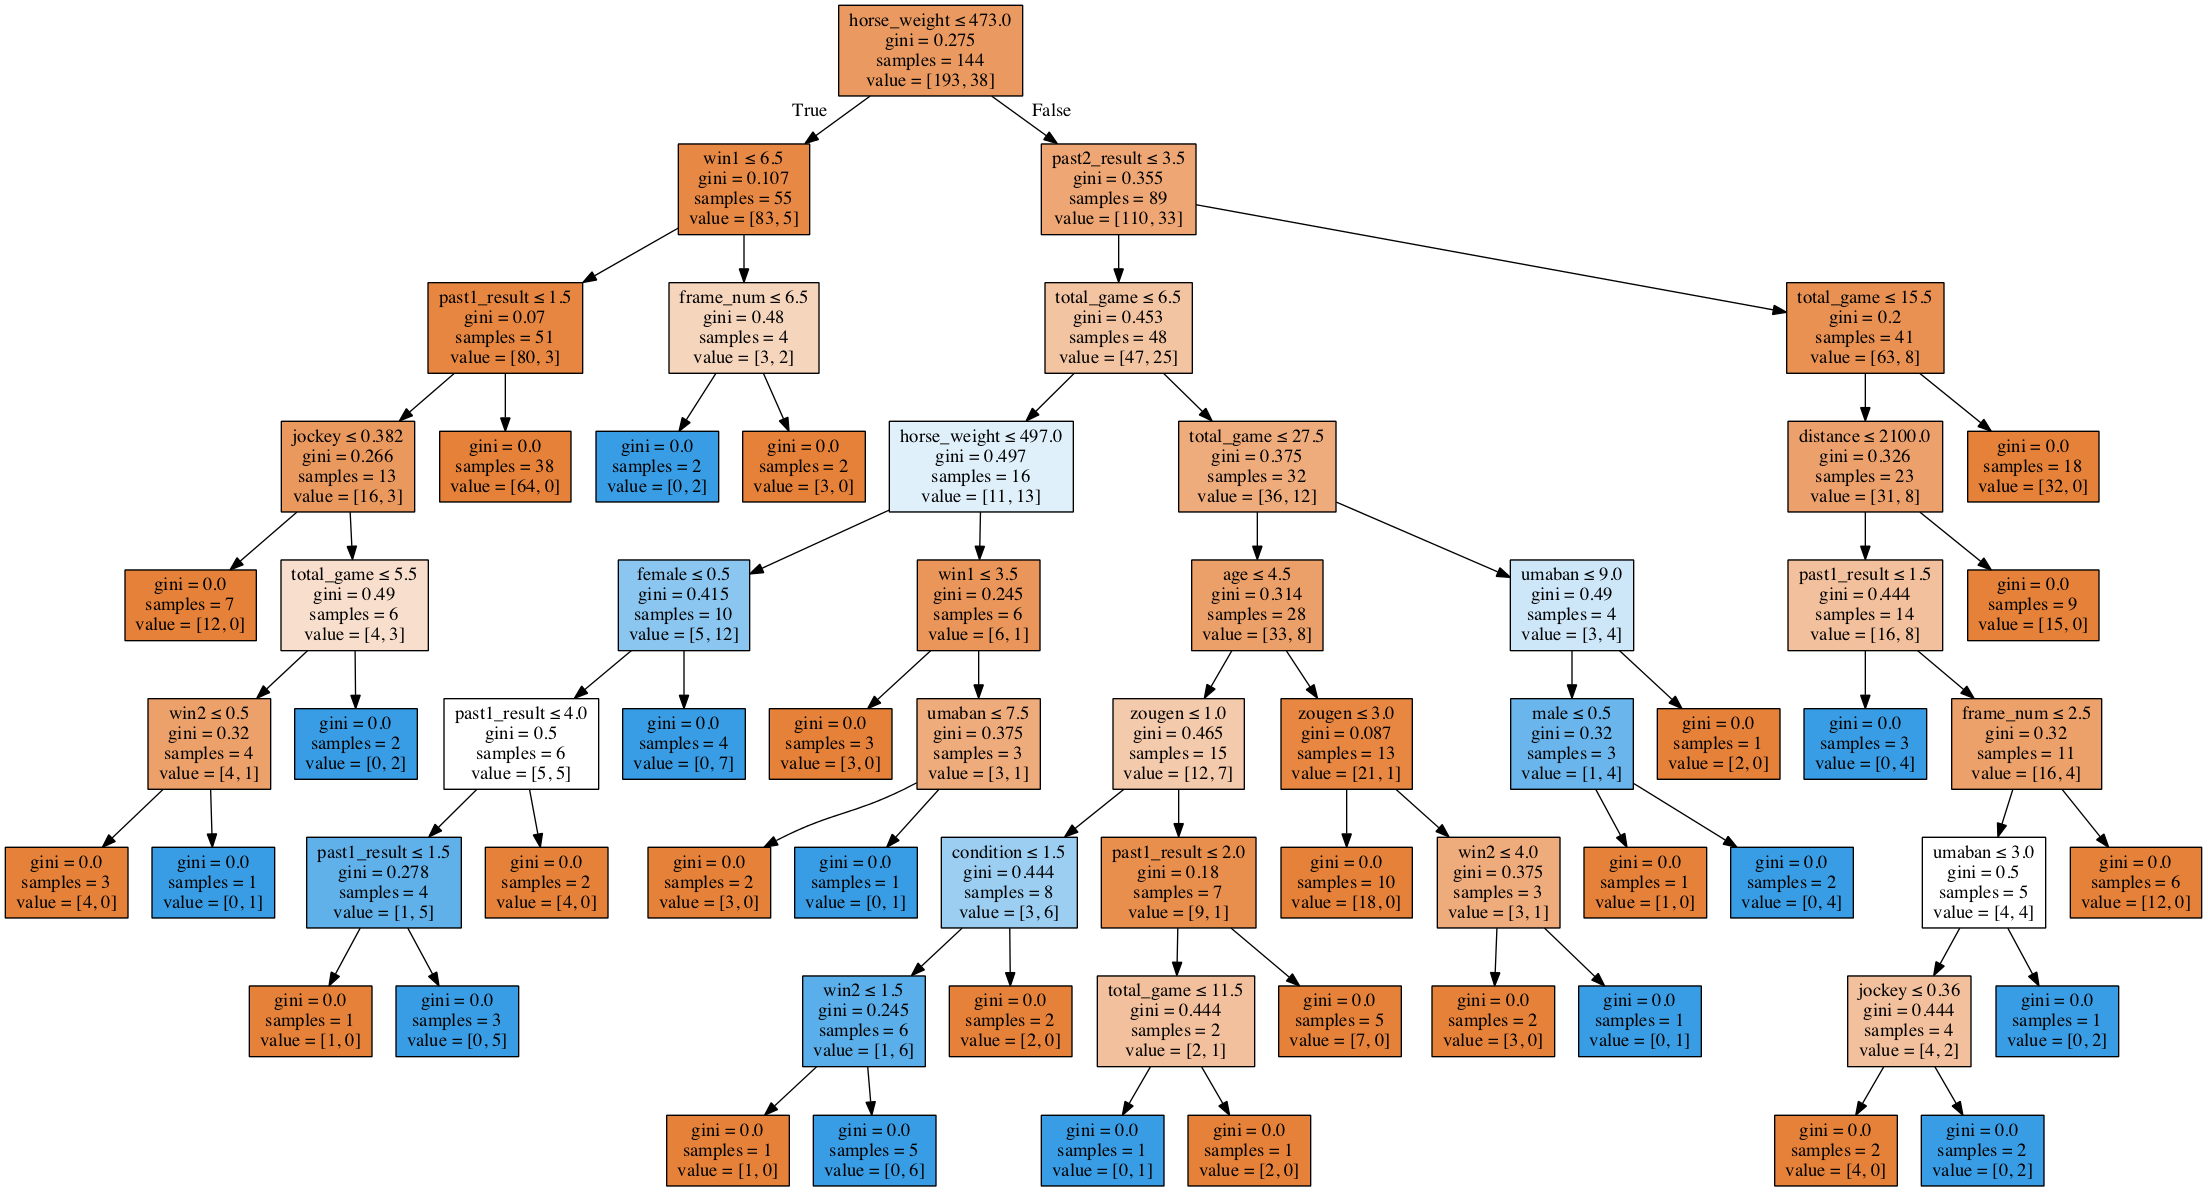 horse_weight ≤ 473.0
gini = 0.275
samples = 144
value = [193, 38]
True
False
win1 ≤ 6.5
gini = 0.107
samples = 55
value = [83, 5]
past2_result ≤ 3.5
gini = 0.355
samples = 89
value = [110, 33]
past1_result ≤ 1.5
gini = 0.07
samples = 51
value = [80, 3]
frame_num ≤ 6.5
gini = 0.48
samples = 4
value = [3, 2]
total_game ≤ 6.5
gini = 0.453
samples = 48
value = [47, 25]
total_game ≤ 15.5
gini = 0.2
samples = 41
value = [63, 8]
jockey ≤ 0.382
gini = 0.266
samples = 13
value = [16, 3]
gini = 0.0
samples = 38
value = [64, 0]
gini = 0.0
samples = 2
value = [0, 2]
gini = 0.0
samples = 2
value = [3, 0]
horse_weight ≤ 497.0
gini = 0.497
samples = 16
value = [11, 13]
total_game ≤ 27.5
gini = 0.375
samples = 32
value = [36, 12]
distance ≤ 2100.0
gini = 0.326
samples = 23
value = [31, 8]
gini = 0.0
samples = 18
value = [32, 0]
gini = 0.0
samples = 7
value = [12, 0]
total_game ≤ 5.5
gini = 0.49
samples = 6
value = [4, 3]
female ≤ 0.5
gini = 0.415
samples = 10
value = [5, 12]
win1 ≤ 3.5
gini = 0.245
samples = 6
value = [6, 1]
age ≤ 4.5
gini = 0.314
samples = 28
value = [33, 8]
umaban ≤ 9.0
gini = 0.49
samples = 4
value = [3, 4]
past1_result ≤ 1.5
gini = 0.444
samples = 14
value = [16, 8]
gini = 0.0
samples = 9
value = [15, 0]
win2 ≤ 0.5
gini = 0.32
samples = 4
value = [4, 1]
gini = 0.0
samples = 2
value = [0, 2]
past1_result ≤ 4.0
gini = 0.5
samples = 6
value = [5, 5]
gini = 0.0
samples = 4
value = [0, 7]
gini = 0.0
samples = 3
value = [3, 0]
umaban ≤ 7.5
gini = 0.375
samples = 3
value = [3, 1]
zougen ≤ 1.0
gini = 0.465
samples = 15
value = [12, 7]
zougen ≤ 3.0
gini = 0.087
samples = 13
value = [21, 1]
male ≤ 0.5
gini = 0.32
samples = 3
value = [1, 4]
gini = 0.0
samples = 1
value = [2, 0]
gini = 0.0
samples = 3
value = [0, 4]
frame_num ≤ 2.5
gini = 0.32
samples = 11
value = [16, 4]
gini = 0.0
samples = 3
value = [4, 0]
gini = 0.0
samples = 1
value = [0, 1]
past1_result ≤ 1.5
gini = 0.278
samples = 4
value = [1, 5]
gini = 0.0
samples = 2
value = [4, 0]
gini = 0.0
samples = 2
value = [3, 0]
gini = 0.0
samples = 1
value = [0, 1]
condition ≤ 1.5
gini = 0.444
samples = 8
value = [3, 6]
past1_result ≤ 2.0
gini = 0.18
samples = 7
value = [9, 1]
gini = 0.0
samples = 10
value = [18, 0]
win2 ≤ 4.0
gini = 0.375
samples = 3
value = [3, 1]
gini = 0.0
samples = 1
value = [1, 0]
gini = 0.0
samples = 2
value = [0, 4]
umaban ≤ 3.0
gini = 0.5
samples = 5
value = [4, 4]
gini = 0.0
samples = 6
value = [12, 0]
gini = 0.0
samples = 1
value = [1, 0]
gini = 0.0
samples = 3
value = [0, 5]
win2 ≤ 1.5
gini = 0.245
samples = 6
value = [1, 6]
gini = 0.0
samples = 2
value = [2, 0]
total_game ≤ 11.5
gini = 0.444
samples = 2
value = [2, 1]
gini = 0.0
samples = 5
value = [7, 0]
gini = 0.0
samples = 2
value = [3, 0]
gini = 0.0
samples = 1
value = [0, 1]
jockey ≤ 0.36
gini = 0.444
samples = 4
value = [4, 2]
gini = 0.0
samples = 1
value = [0, 2]
gini = 0.0
samples = 1
value = [1, 0]
gini = 0.0
samples = 5
value = [0, 6]
gini = 0.0
samples = 1
value = [0, 1]
gini = 0.0
samples = 1
value = [2, 0]
gini = 0.0
samples = 2
value = [4, 0]
gini = 0.0
samples = 2
value = [0, 2]